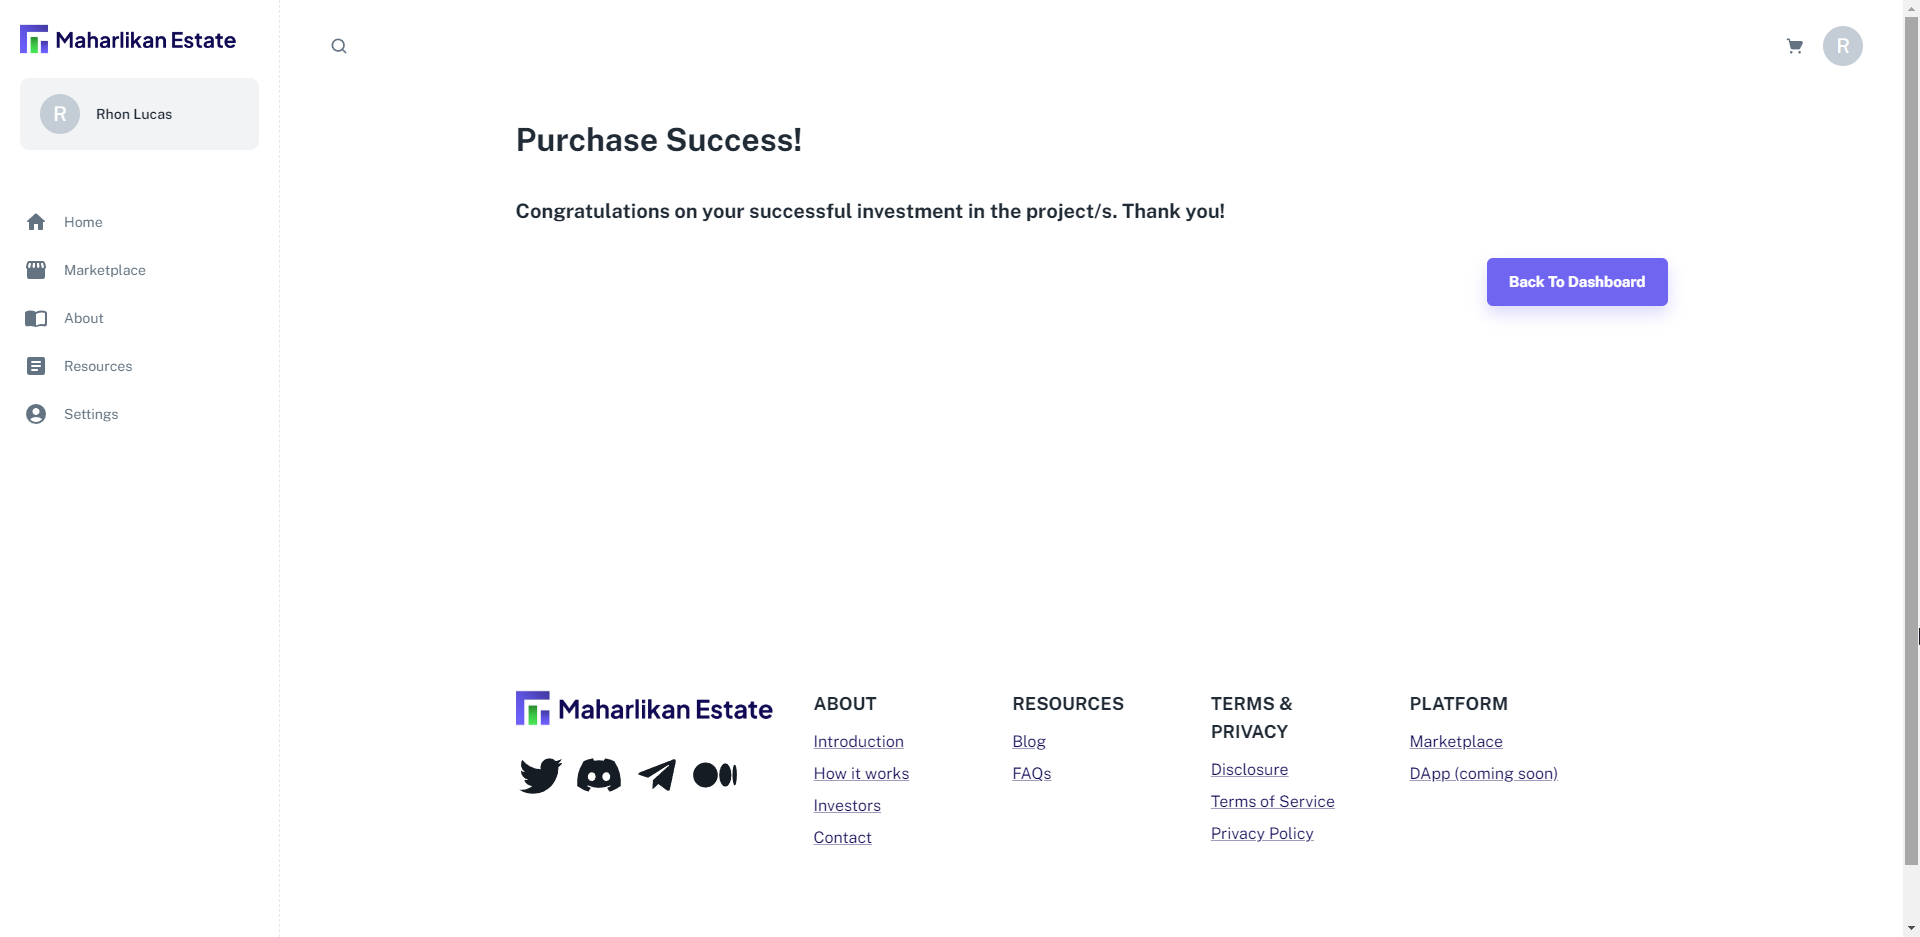 Maharlikan Estate
R
Rhon Lucas
Home
Marketplace
About
Resources
Settings
R
Purchase Success!
Congratulations on your successful investment in the project/s. Thank you!
Back To Dashboard
Maharlikan Estate
ABOUT
Introduction
How it works
Investors
Contact
RESOURCES
Blog
FAQs
TERMS &
PRIVACY
Disclosure
Terms of Service
Privacy Policy
PLATFORM
Marketplace
DApp (coming soon)